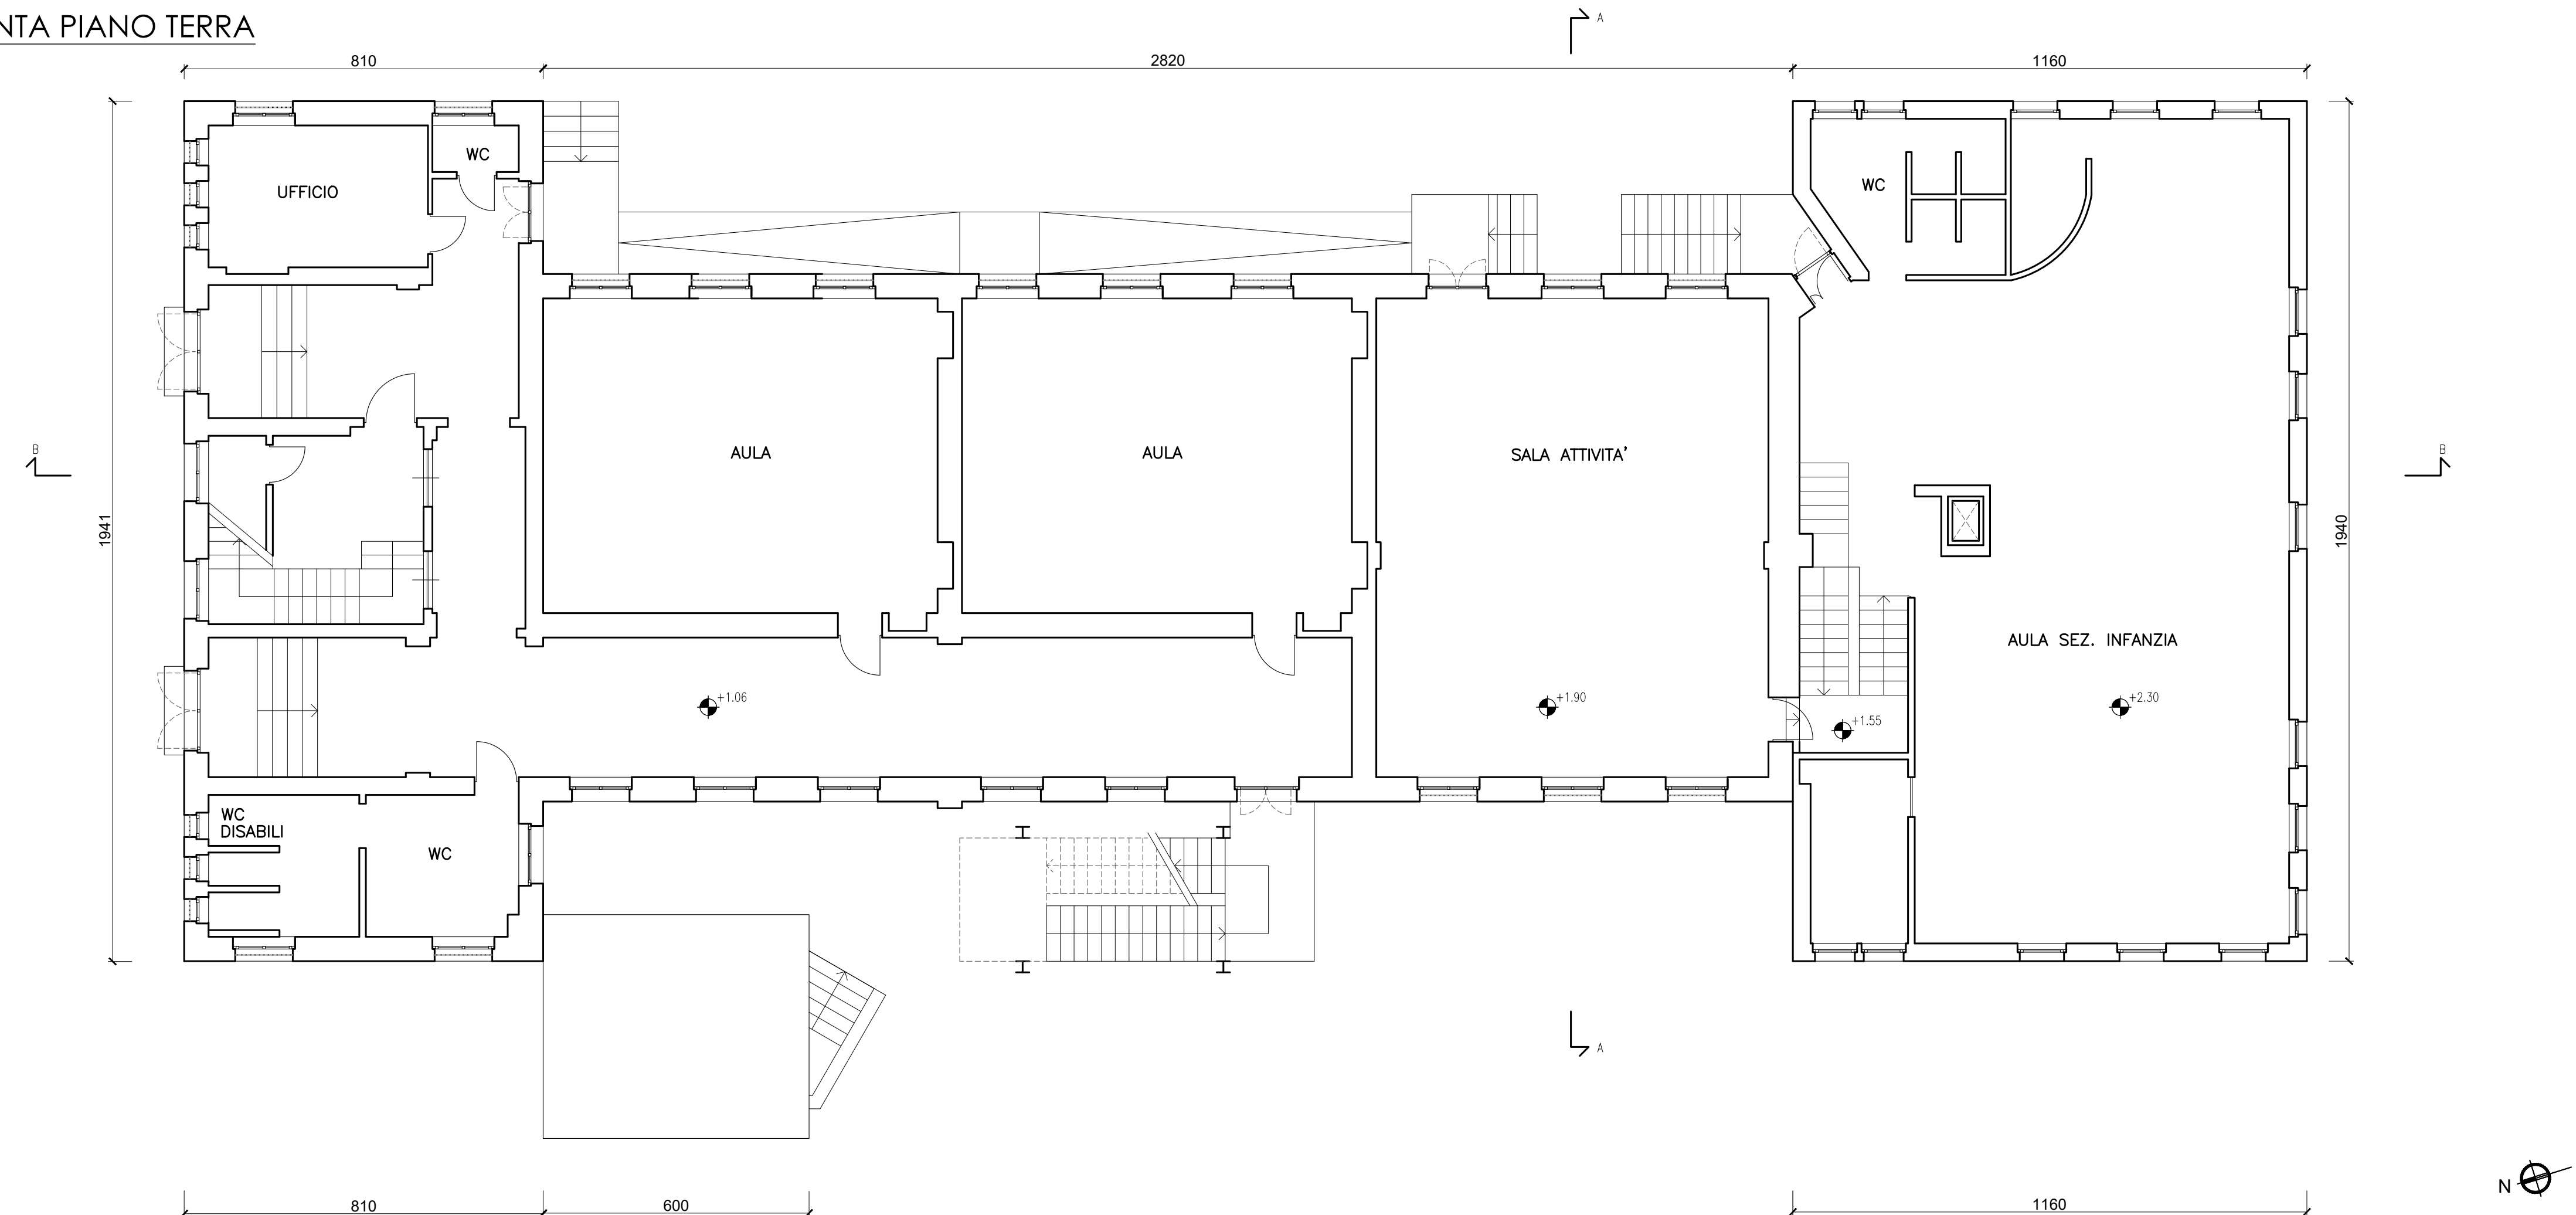 NTA PIANO TERRA
A
810
2820
1160
WC
UFFICIO
WC
B
AULA
AULA
SALA ATTIVITA'
B
1941
1940
AULA SEZ. INFANZIA
+1.06
+1.90
+1.55
+2.30
WC
DISABILI
WC
A
N
810
600
1160